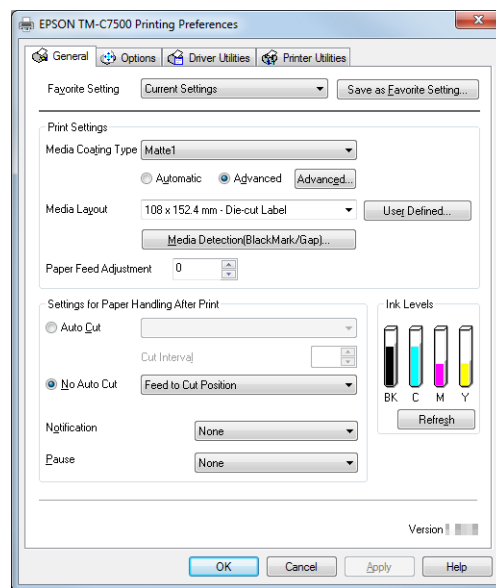 EPSON TM-C7500 Printing Preferences
General Options Driver Utilities Printer Utilities
Favorite Setting Current Settings Save as Favorite Setting...
Print Settings
Media Coating Type Matte1
Automatic Advanced Advanced...
Media Layout 108 x 152.4 mm - Die-cut Label User Defined...
Media Detection(BlackMark/Gap)...
Paper Feed Adjustment 0
Settings for Paper Handling After Print
Auto Cut
Cut Interval
No Auto Cut Feed to Cut Position
Notification None
Pause None
Ink Levels
BK C M Y
Refresh
Version
OK Cancel Apply Help